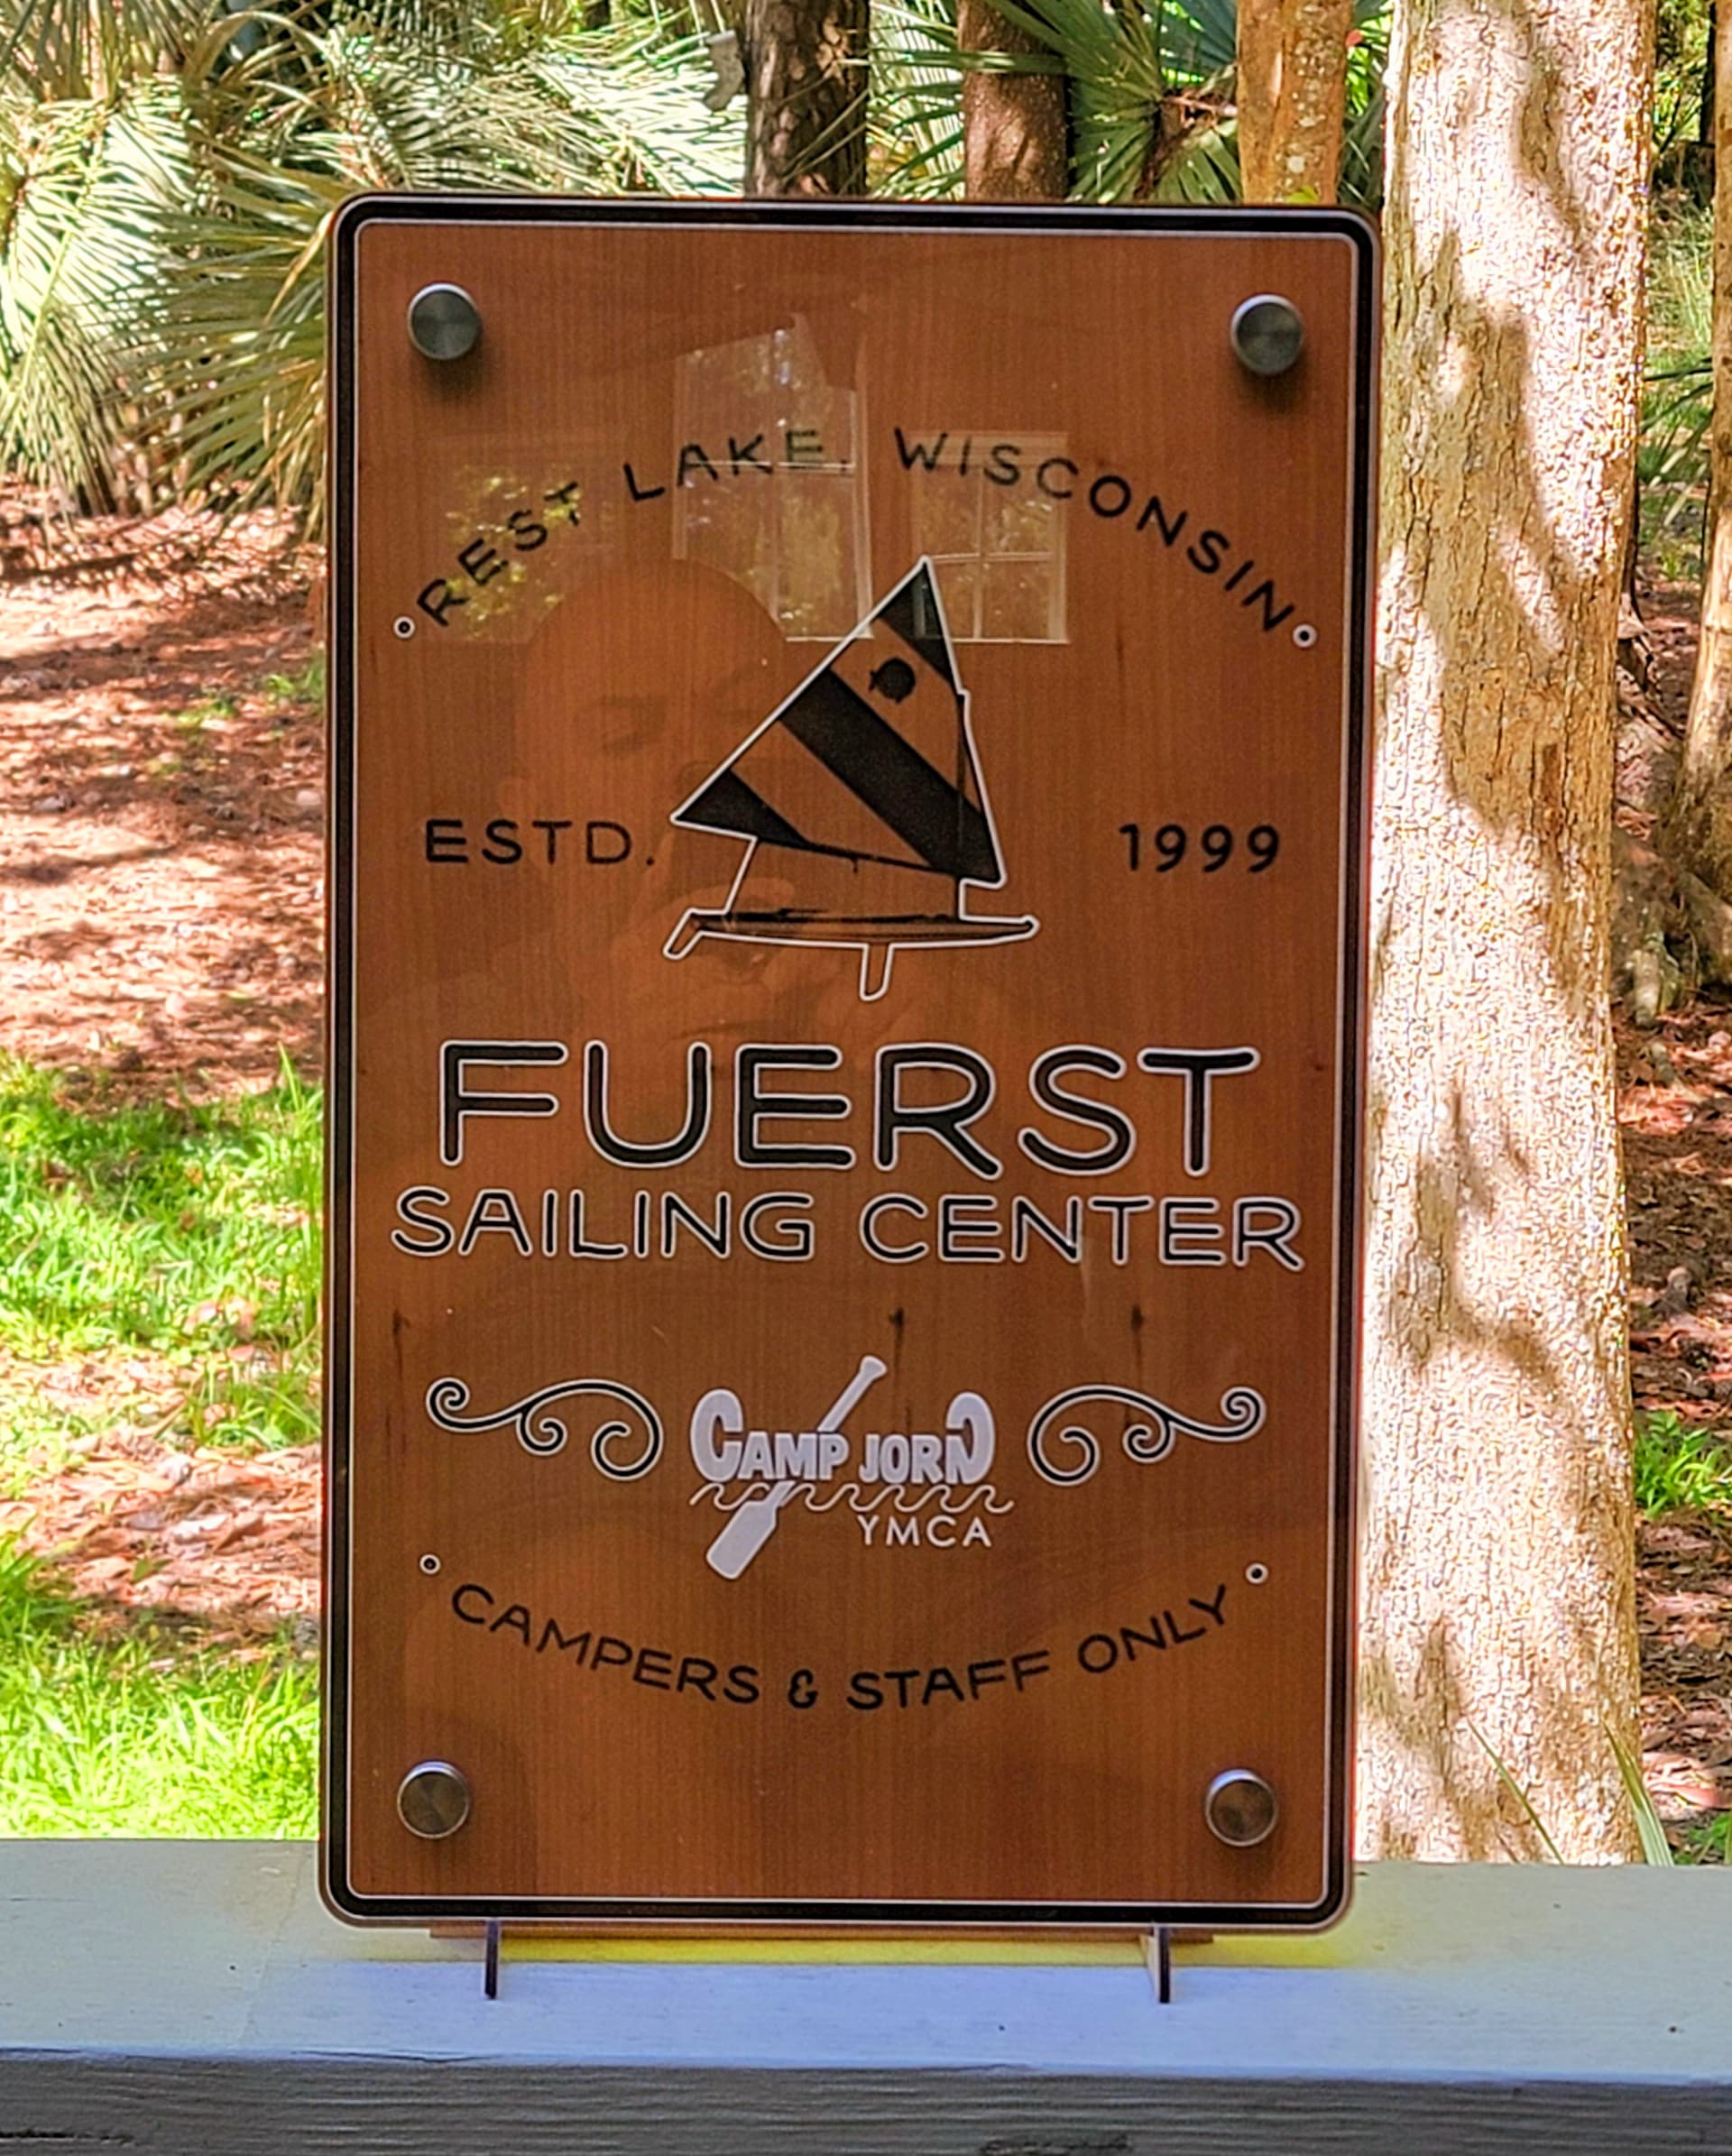 REST LAKE, WISCONSIN
ESTD. 1999
FUERST
SAILING CENTER
CAMP JORN
YMCA
CAMPERS & STAFF ONLY